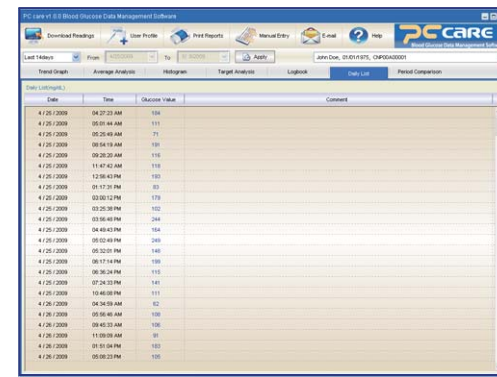 PC care v1.0.0 Blood Glucose Data Management Software
Download Readings User Profile Print Reports Manual Entry E-mail Help PC CARE
Blood Glucose Data Management Software
Last 14days From To Apply John Doe, 01/01/1975, CNP00A00001
Trend Graph Average Analysis Histogram Target Analysis Logbook Daily List Period Comparison
Daily List(mg/dL)
Date Time Glucose Value Comment
4 / 25 / 2009 04:27:23 AM 104
4 / 25 / 2009 05:01:44 AM 111
4 / 25 / 2009 05:25:49 AM 71
4 / 25 / 2009 08:54:19 AM 191
4 / 25 / 2009 09:28:20 AM 116
4 / 25 / 2009 11:47:42 AM 118
4 / 25 / 2009 12:56:43 PM 193
4 / 25 / 2009 01:17:31 PM 83
4 / 25 / 2009 03:00:12 PM 179
4 / 25 / 2009 03:25:38 PM 102
4 / 25 / 2009 03:56:48 PM 244
4 / 25 / 2009 04:49:43 PM 164
4 / 25 / 2009 05:02:49 PM 249
4 / 25 / 2009 05:32:01 PM 146
4 / 25 / 2009 06:17:14 PM 199
4 / 25 / 2009 06:36:24 PM 115
4 / 25 / 2009 07:24:33 PM 141
4 / 25 / 2009 10:46:08 PM 111
4 / 26 / 2009 04:34:59 AM 62
4 / 26 / 2009 05:56:46 AM 108
4 / 26 / 2009 09:45:33 AM 106
4 / 26 / 2009 11:09:09 AM 91
4 / 26 / 2009 01:51:04 PM 183
4 / 26 / 2009 05:08:23 PM 105